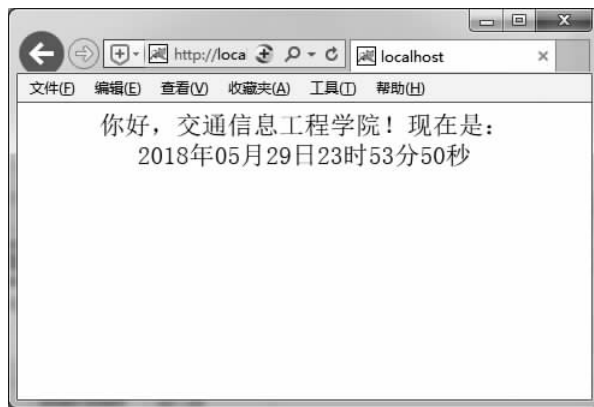 http://loca
localhost
文件(F) 编辑(E) 查看(V) 收藏夹(A) 工具(T) 帮助(H)
你好，交通信息工程学院！现在是：
2018年05月29日23时53分50秒